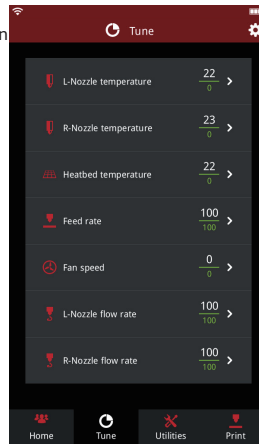 n
Tune
L-Nozzle temperature 22
0
R-Nozzle temperature 23
0
Heatbed temperature 22
0
Feed rate 100
100
Fan speed 0
0
L-Nozzle flow rate 100
100
R-Nozzle flow rate 100
100
Home Tune Utilities Print